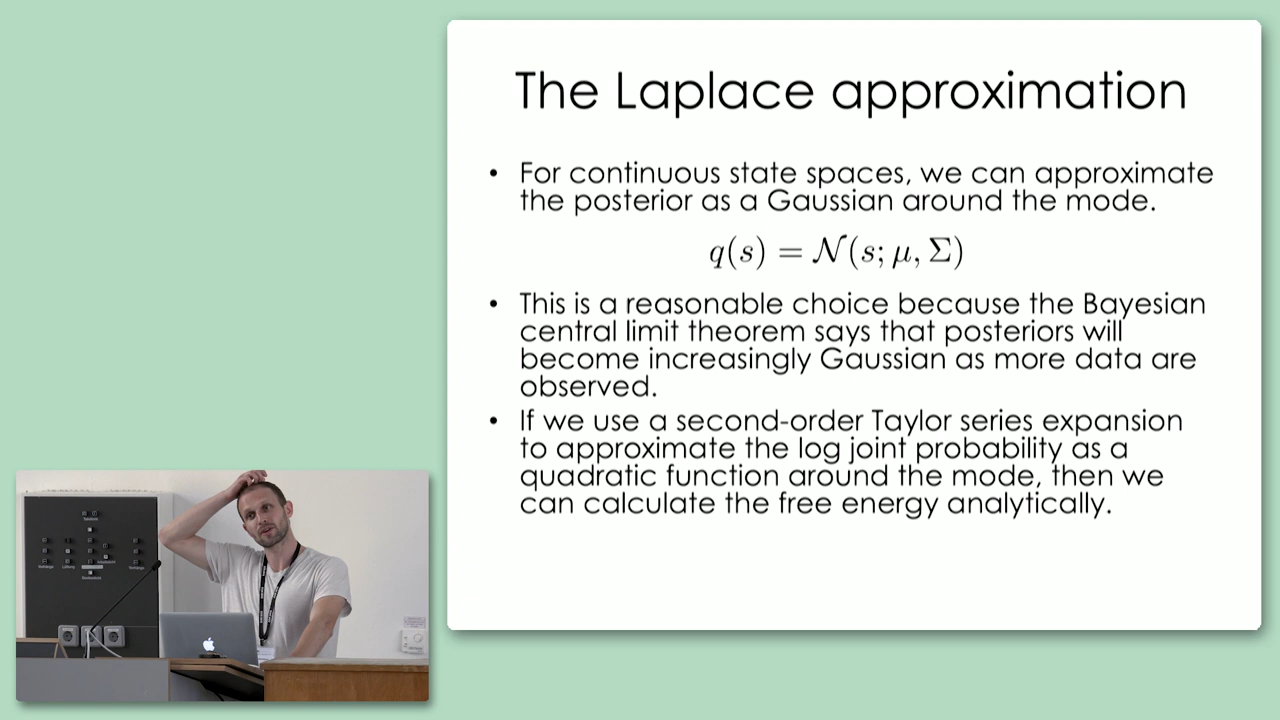 The Laplace approximation
• For continuous state spaces, we can approximate
the posterior as a Gaussian around the mode.
q(s) = 𝒩(s; μ, Σ)
• This is a reasonable choice because the Bayesian
central limit theorem says that posteriors will
become increasingly Gaussian as more data are
observed.
• If we use a second-order Taylor series expansion
to approximate the log joint probability as a
quadratic function around the mode, then we
can calculate the free energy analytically.